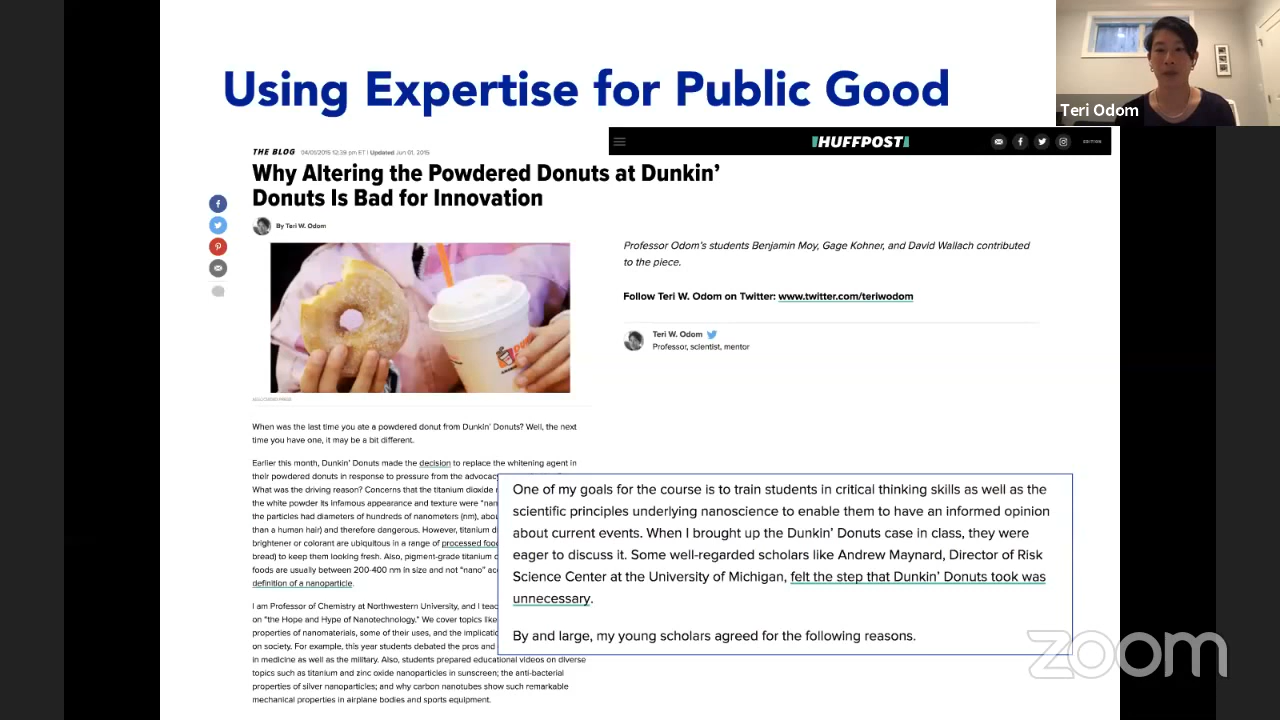 Using Expertise for Public Good
Teri Odom
HUFFPOST
EDITION
THE BLOG 04/01/2015 12:39 pm ET | Updated Jun 01, 2015
Why Altering the Powdered Donuts at Dunkin'
Donuts Is Bad for Innovation
By Teri W. Odom
Professor Odom's students Benjamin Moy, Gage Kohner, and David Wallach contributed
to the piece.
Follow Teri W. Odom on Twitter: www.twitter.com/teriwodom
Teri W. Odom
Professor, scientist, mentor
When was the last time you ate a powdered donut from Dunkin' Donuts? Well, the next
time you have one, it may be a bit different.
Earlier this month, Dunkin' Donuts made the decision to replace the whitening agent in
their powdered donuts in response to pressure from the advocacy
What was the driving reason? Concerns that the titanium dioxide
the white powder its infamous appearance and texture were "nan
the particles had diameters of hundreds of nanometers (nm), abou
than a human hair) and therefore dangerous. However, titanium d
brightener or colorant are ubiquitous in a range of processed foo
bread) to keep them looking fresh. Also, pigment-grade titanium
foods are usually between 200-400 nm in size and not "nano" acc
definition of a nanoparticle.
I am Professor of Chemistry at Northwestern University, and I teac
on "the Hope and Hype of Nanotechnology." We cover topics like
properties of nanomaterials, some of their uses, and the implicatio
on society. For example, this year students debated the pros and
in medicine as well as the military. Also, students prepared educational videos on diverse
topics such as titanium and zinc oxide nanoparticles in sunscreen; the anti-bacterial
properties of silver nanoparticles; and why carbon nanotubes show such remarkable
mechanical properties in airplane bodies and sports equipment.
One of my goals for the course is to train students in critical thinking skills as well as the
scientific principles underlying nanoscience to enable them to have an informed opinion
about current events. When I brought up the Dunkin' Donuts case in class, they were
eager to discuss it. Some well-regarded scholars like Andrew Maynard, Director of Risk
Science Center at the University of Michigan, felt the step that Dunkin' Donuts took was
unnecessary.
By and large, my young scholars agreed for the following reasons.
zoom